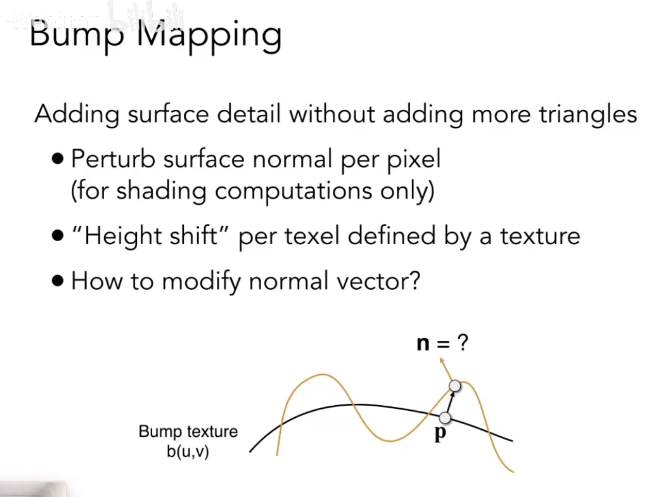 Bump Mapping
Adding surface detail without adding more triangles
● Perturb surface normal per pixel
(for shading computations only)
● “Height shift” per texel defined by a texture
● How to modify normal vector?
n = ?
Bump texture
b(u,v)
p